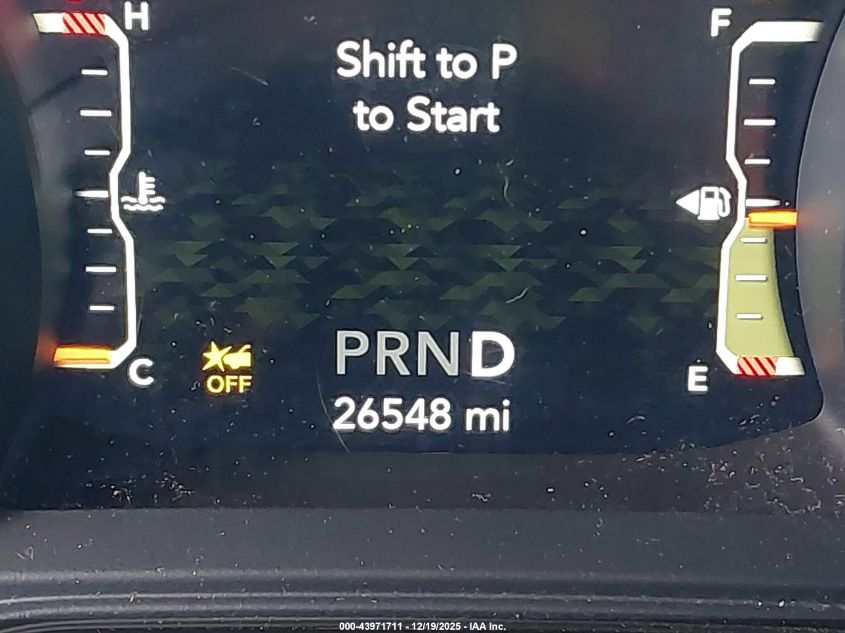 H
F
Shift to P
to Start
C
OFF
PRND
E
26548 mi
000-43971711 - 12/19/2025 - IAA Inc.